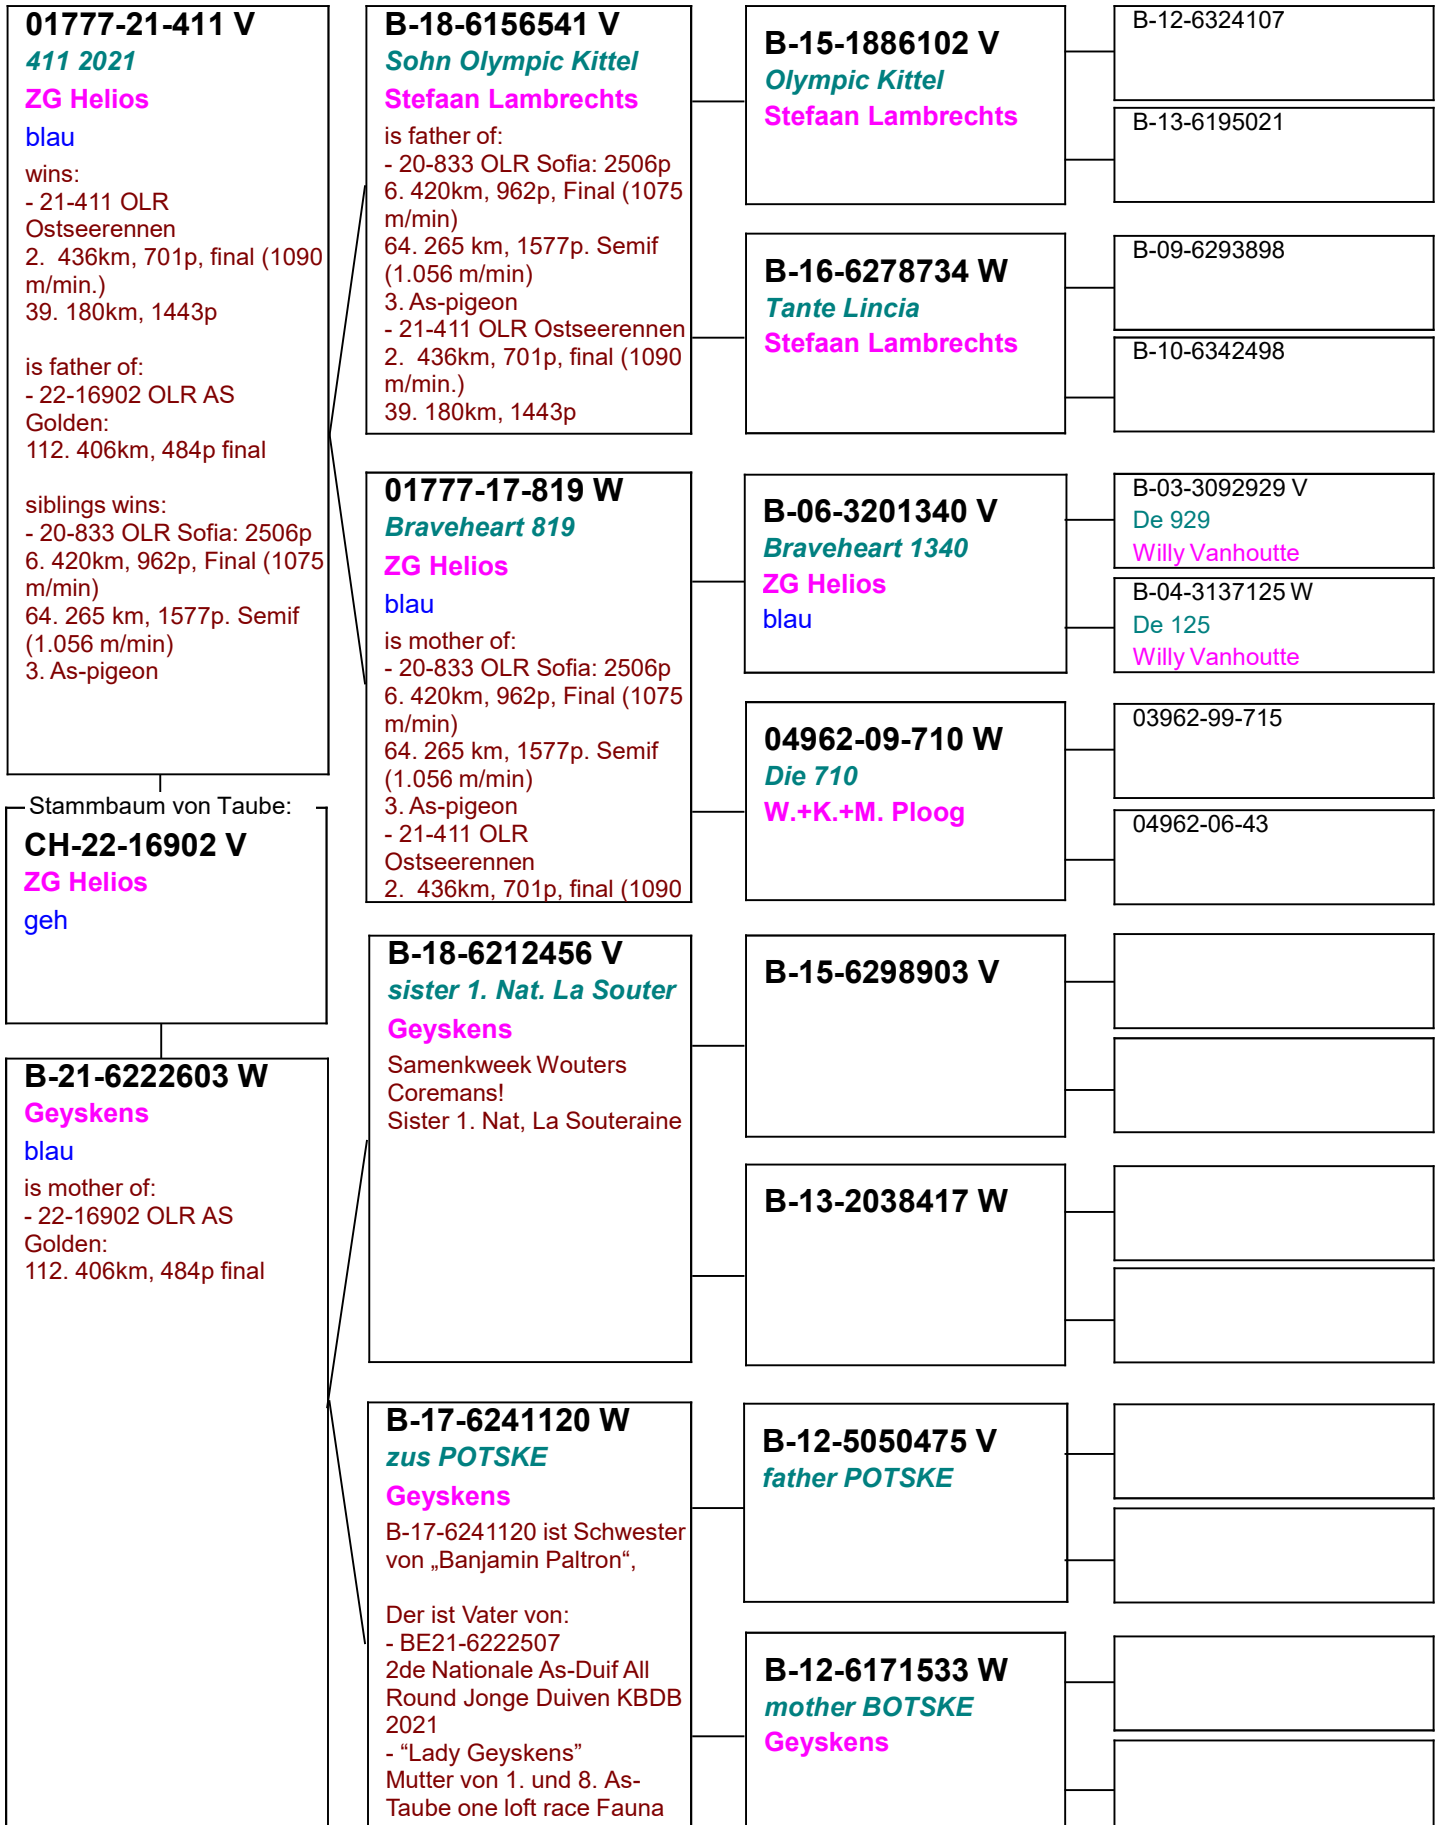 01777-21-411 V
411 2021
ZG Helios
blau
wins:
- 21-411 OLR
Ostseerennen
2.  436km, 701p, final (1090
m/min.)
39. 180km, 1443p
is father of:
- 22-16902 OLR AS
Golden:
112. 406km, 484p final
siblings wins:
- 20-833 OLR Sofia: 2506p
6. 420km, 962p, Final (1075
m/min)
64. 265 km, 1577p. Semif
(1.056 m/min)
3. As-pigeon
Stammbaum von Taube:
CH-22-16902 V
ZG Helios
geh
B-21-6222603 W
Geyskens
blau
is mother of:
- 22-16902 OLR AS
Golden:
112. 406km, 484p final
B-18-6156541 V
Sohn Olympic Kittel
Stefaan Lambrechts
is father of:
- 20-833 OLR Sofia: 2506p
6. 420km, 962p, Final (1075
m/min)
64. 265 km, 1577p. Semif
(1.056 m/min)
3. As-pigeon
- 21-411 OLR Ostseerennen
2.  436km, 701p, final (1090
m/min.)
39. 180km, 1443p
01777-17-819 W
Braveheart 819
ZG Helios
blau
is mother of:
- 20-833 OLR Sofia: 2506p
6. 420km, 962p, Final (1075
m/min)
64. 265 km, 1577p. Semif
(1.056 m/min)
3. As-pigeon
- 21-411 OLR
Ostseerennen
2.  436km, 701p, final (1090
B-18-6212456 V
sister 1. Nat. La Souter
Geyskens
Samenkweek Wouters
Coremans!
Sister 1. Nat, La Souteraine
B-17-6241120 W
zus POTSKE
Geyskens
B-17-6241120 ist Schwester
von „Banjamin Paltron“,
Der ist Vater von:
- BE21-6222507
2de Nationale As-Duif All
Round Jonge Duiven KBDB
2021
- “Lady Geyskens”
Mutter von 1. und 8. As-
Taube one loft race Fauna
B-15-1886102 V
Olympic Kittel
Stefaan Lambrechts
B-16-6278734 W
Tante Lincia
Stefaan Lambrechts
B-06-3201340 V
Braveheart 1340
ZG Helios
blau
04962-09-710 W
Die 710
W.+K.+M. Ploog
B-15-6298903 V
B-13-2038417 W
B-12-5050475 V
father POTSKE
B-12-6171533 W
mother BOTSKE
Geyskens
B-12-6324107
B-13-6195021
B-09-6293898
B-10-6342498
B-03-3092929 V
De 929
Willy Vanhoutte
B-04-3137125 W
De 125
Willy Vanhoutte
03962-99-715
04962-06-43